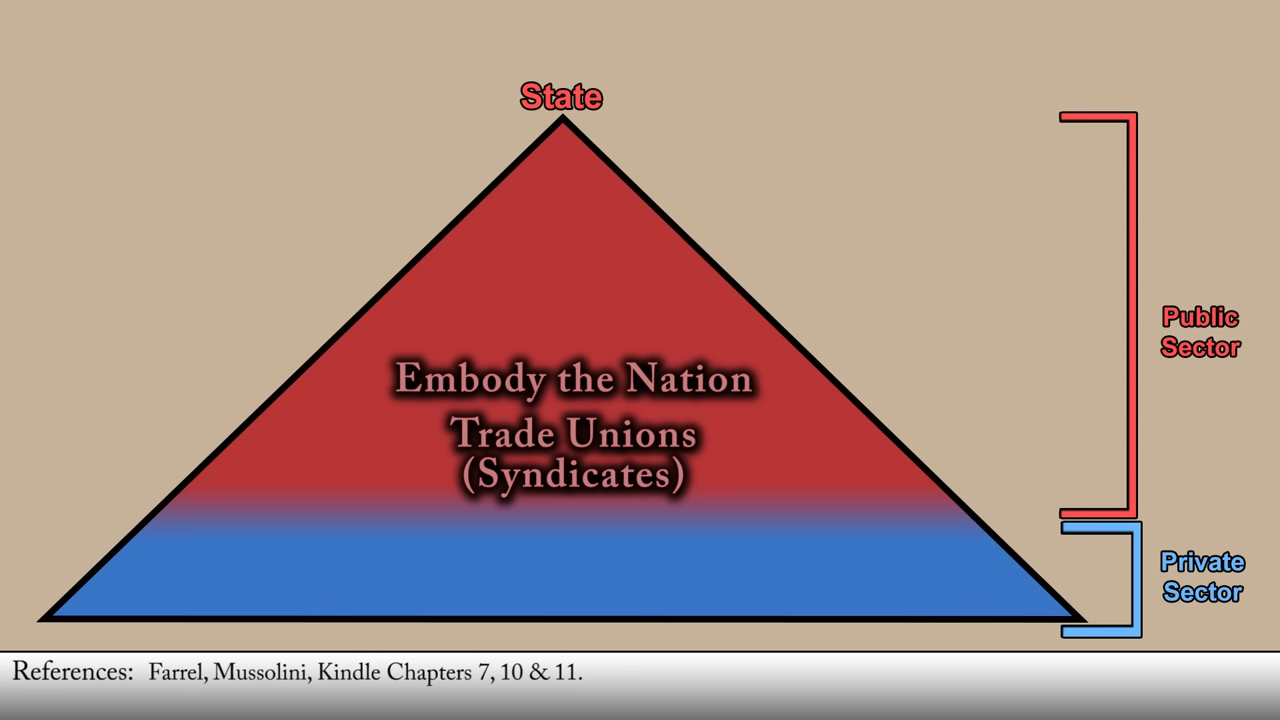 State
Embody the Nation
Trade Unions
(Syndicates)
Public
Sector
Private
Sector
References: Farrel, Mussolini, Kindle Chapters 7, 10 & 11.